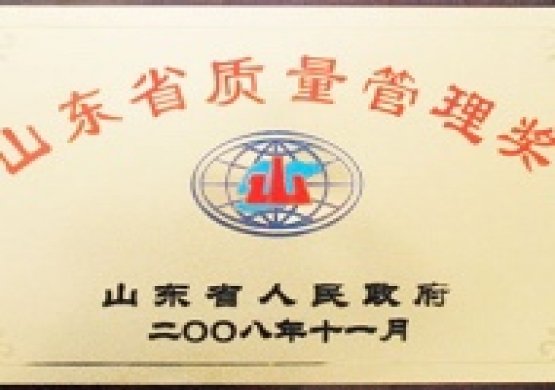 山东省质量管理奖
山
山东省人民政府
二〇〇八年十一月